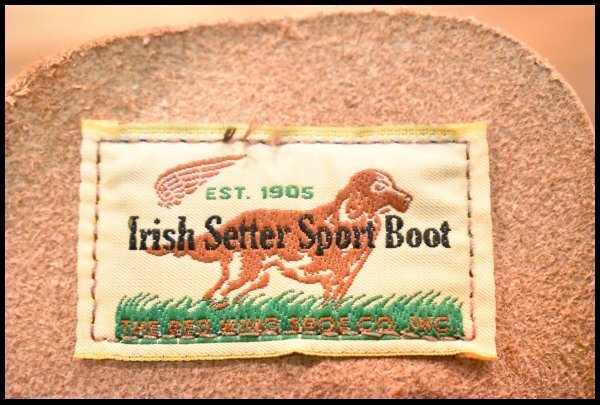 EST. 1905
Irish Setter Sport Boot
THE RED WING SHOE CO. INC.